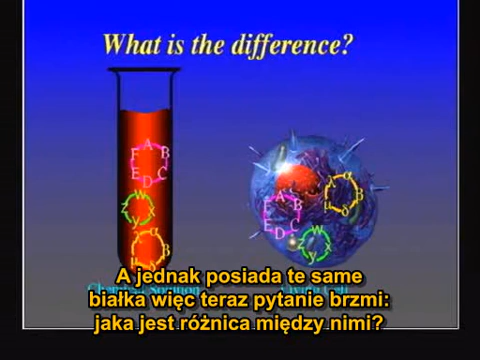 What is the difference?
A
F B
E C
D
W
Z X
Y
α
λ β
μ δ
A
F B
E C
D
W
Z X
Y
α
λ β
μ δ
A jednak posiada te same
białka więc teraz pytanie brzmi:
jaka jest różnica między nimi?